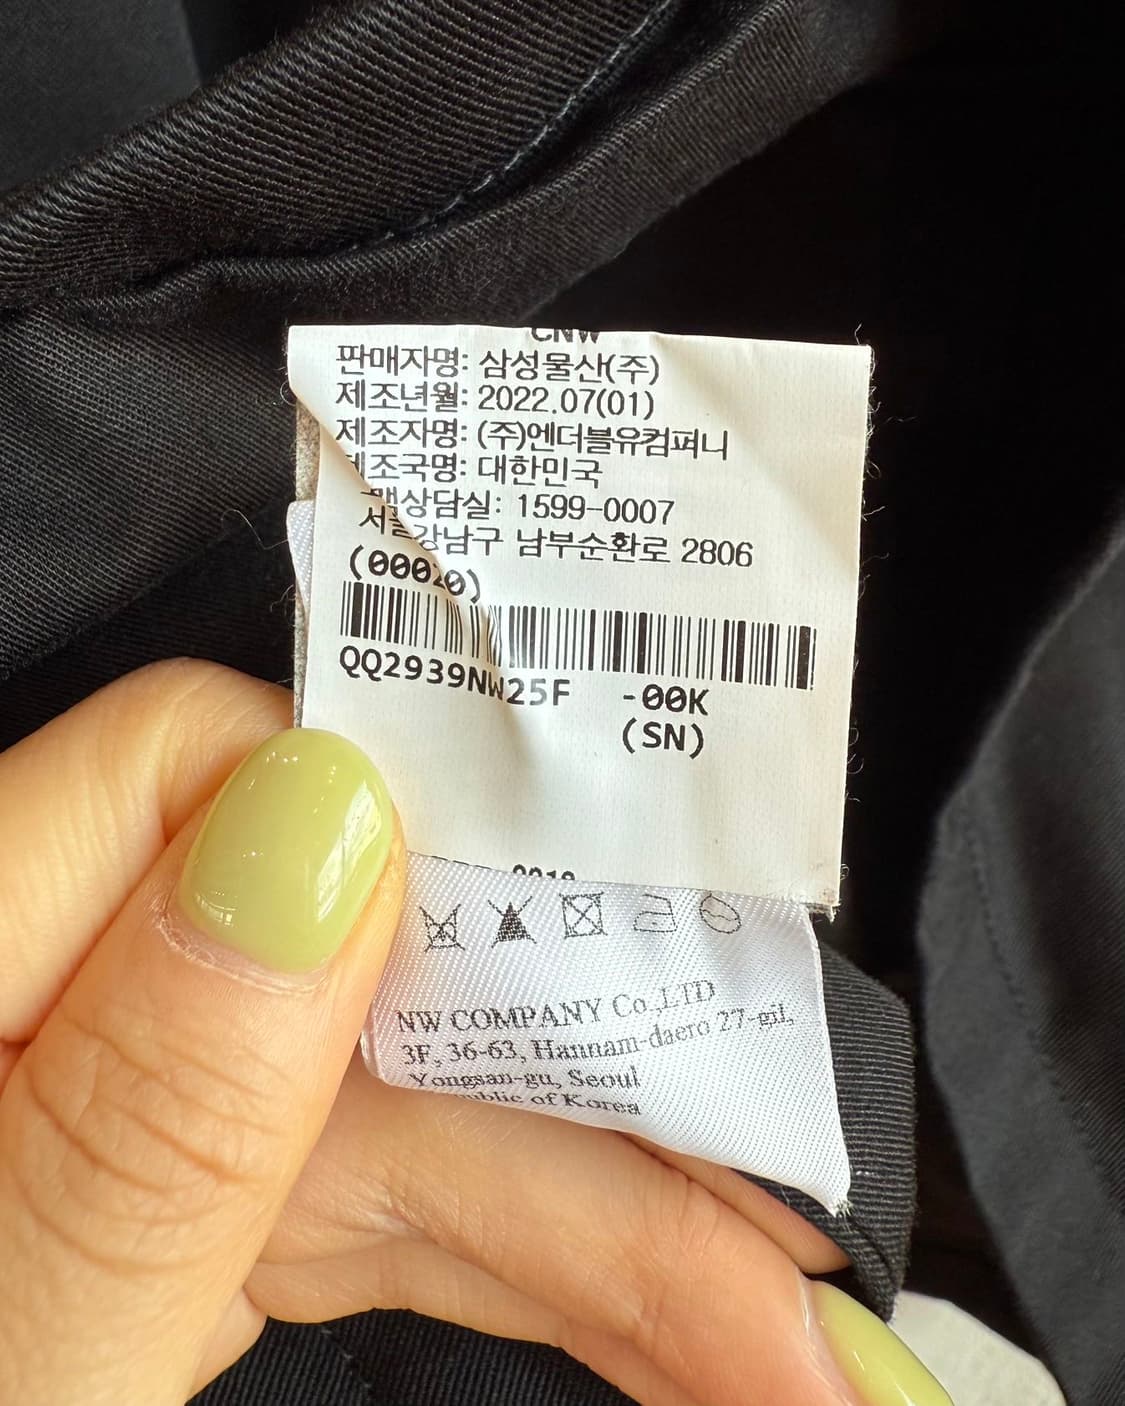 CNW
판매자명: 삼성물산(주)
제조년월: 2022.07(01)
제조자명: (주)엔더블유컴퍼니
제조국명: 대한민국
상담실: 1599-0007
서울강남구 남부순환로 2806
(00020)
QQ2939NW25F -00K
(SN)
NW COMPANY Co.,LTD
3F, 36-63, Hannam-daero 27-gil,
Yongsan-gu, Seoul
of Korea